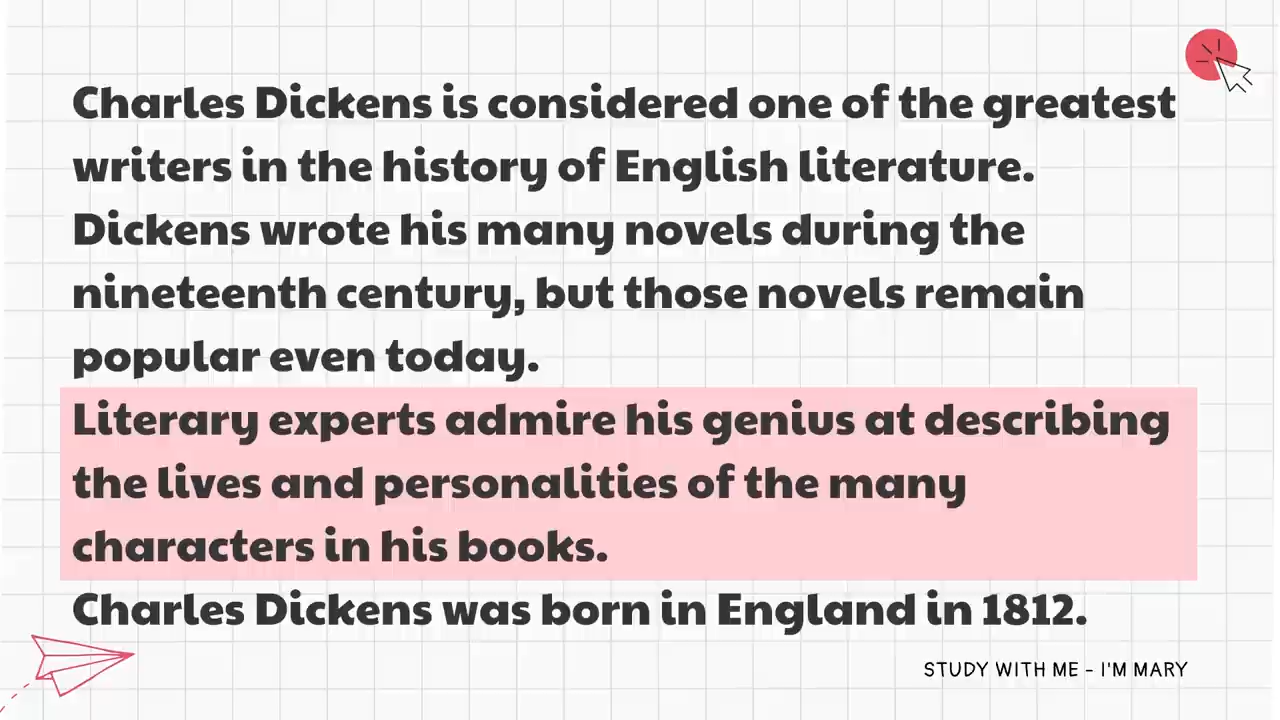 Charles Dickens is considered one of the greatest
writers in the history of English literature.
Dickens wrote his many novels during the
nineteenth century, but those novels remain
popular even today.
Literary experts admire his genius at describing
the lives and personalities of the many
characters in his books.
Charles Dickens was born in England in 1812.
STUDY WITH ME - I'M MARY